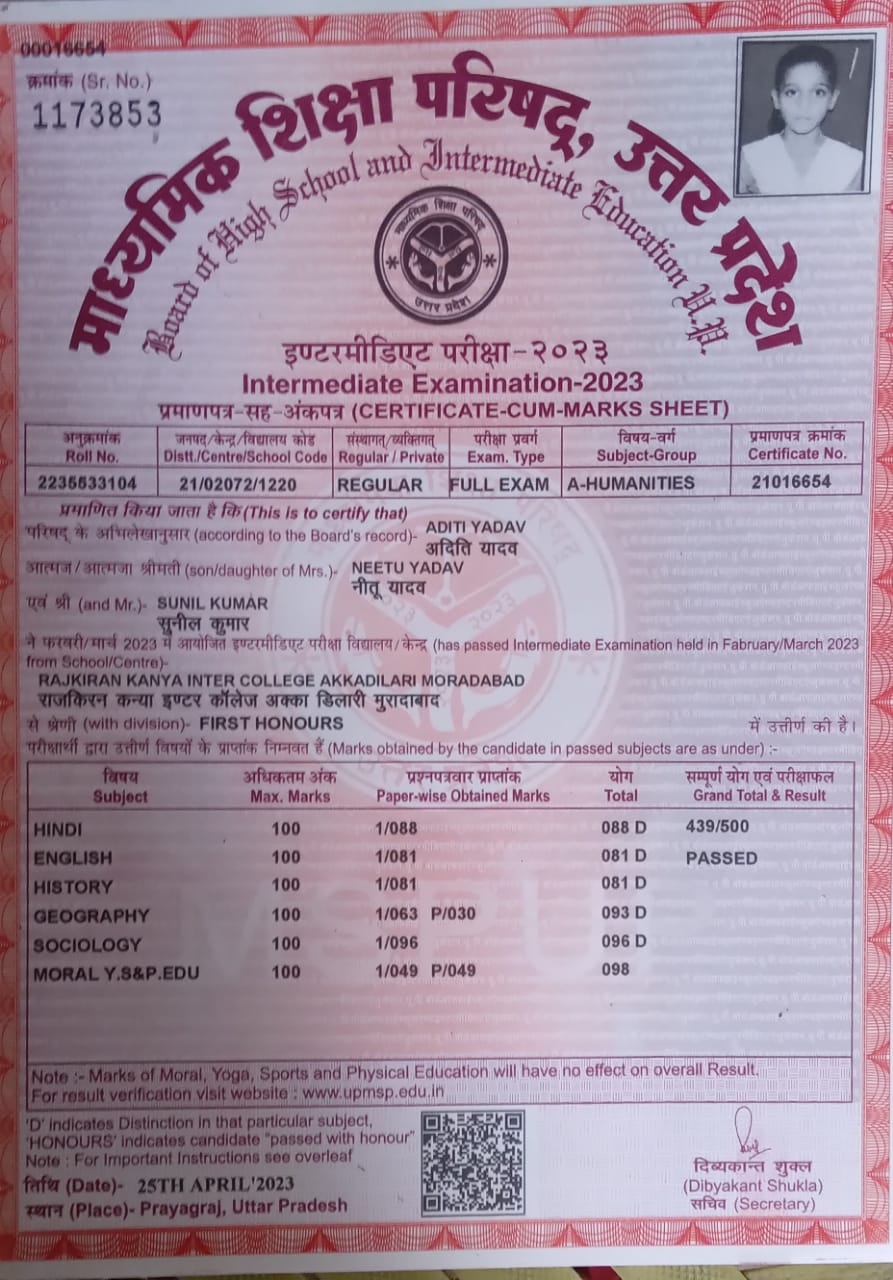 00016654
क्रमांक (Sr. No.)
1173853
माध्यमिक शिक्षा परिषद्, उत्तर प्रदेश
Board of High School and Intermediate Education U.P.
माध्यमिक शिक्षा परिषद्
उत्तर प्रदेश
इण्टरमीडिएट परीक्षा-२०२३
Intermediate Examination-2023
प्रमाणपत्र-सह-अंकपत्र (CERTIFICATE-CUM-MARKS SHEET)
अनुक्रमांक जनपद/केन्द्र/विद्यालय कोड संस्थागत/व्यक्तिगत परीक्षा प्रवर्ग विषय-वर्ग प्रमाणपत्र क्रमांक
Roll No. Distt./Centre/School Code Regular / Private Exam. Type Subject-Group Certificate No.
2235533104 21/02072/1220 REGULAR FULL EXAM A-HUMANITIES 21016654
प्रमाणित किया जाता है कि (This is to certify that)
परिषद् के अभिलेखानुसार (according to the Board's record)- ADITI YADAV
अदिति यादव
आत्मज/आत्मजा श्रीमती (son/daughter of Mrs.)- NEETU YADAV
नीतू यादव
एवं श्री (and Mr.)- SUNIL KUMAR
सुनील कुमार
ने फरवरी/मार्च 2023 में आयोजित इण्टरमीडिएट परीक्षा विद्यालय/केन्द्र (has passed Intermediate Examination held in Fabruary/March 2023
from School/Centre)-
RAJKIRAN KANYA INTER COLLEGE AKKADILARI MORADABAD
राजकिरन कन्या इण्टर कॉलेज अक्का डिलारी मुरादाबाद
से श्रेणी (with division)- FIRST HONOURS में उत्तीर्ण की है।
परीक्षार्थी द्वारा उत्तीर्ण विषयों के प्राप्तांक निम्नवत हैं (Marks obtained by the candidate in passed subjects are as under) :-
विषय अधिकतम अंक प्रश्नपत्रवार प्राप्तांक योग सम्पूर्ण योग एवं परीक्षाफल
Subject Max. Marks Paper-wise Obtained Marks Total Grand Total & Result
HINDI 100 1/088 088 D 439/500
ENGLISH 100 1/081 081 D PASSED
HISTORY 100 1/081 081 D
GEOGRAPHY 100 1/063 P/030 093 D
SOCIOLOGY 100 1/096 096 D
MORAL Y.S&P.EDU 100 1/049 P/049 098
Note :- Marks of Moral, Yoga, Sports and Physical Education will have no effect on overall Result.
For result verification visit website : www.upmsp.edu.in
'D' indicates Distinction in that particular subject,
'HONOURS' indicates candidate "passed with honour"
Note : For Important Instructions see overleaf
तिथि (Date)- 25TH APRIL'2023
स्थान (Place)- Prayagraj, Uttar Pradesh
दिब्यकान्त शुक्ल
(Dibyakant Shukla)
सचिव (Secretary)